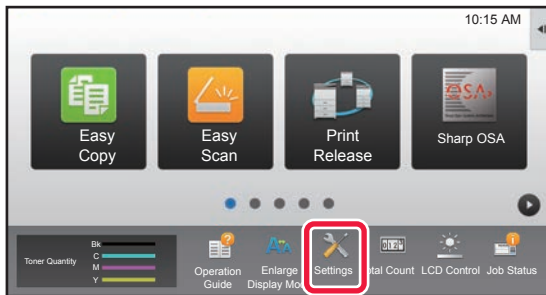 10:15 AM
Easy
Copy
Easy
Scan
Print
Release
OSA
Sharp OSA
Toner Quantity
Bk
C
M
Y
Operation
Guide
Enlarge
Display Mo
Settings
tal Count
LCD Control
Job Status